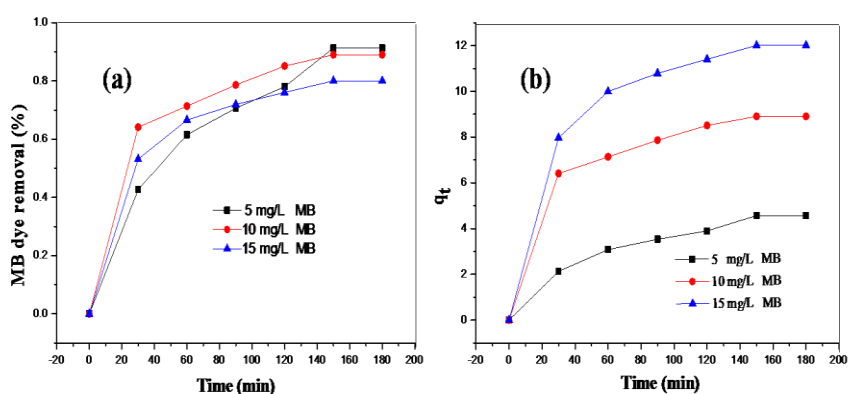 (a)
MB dye removal (%)
1.0
0.8
0.6
0.4
0.2
0.0
5 mg/L MB
10 mg/L MB
15 mg/L MB
-20 0 20 40 60 80 100 120 140 160 180 200
Time (min)
(b)
qt
12
10
8
6
4
2
0
5 mg/L MB
10 mg/L MB
15 mg/L MB
-20 0 20 40 60 80 100 120 140 160 180 200
Time (min)